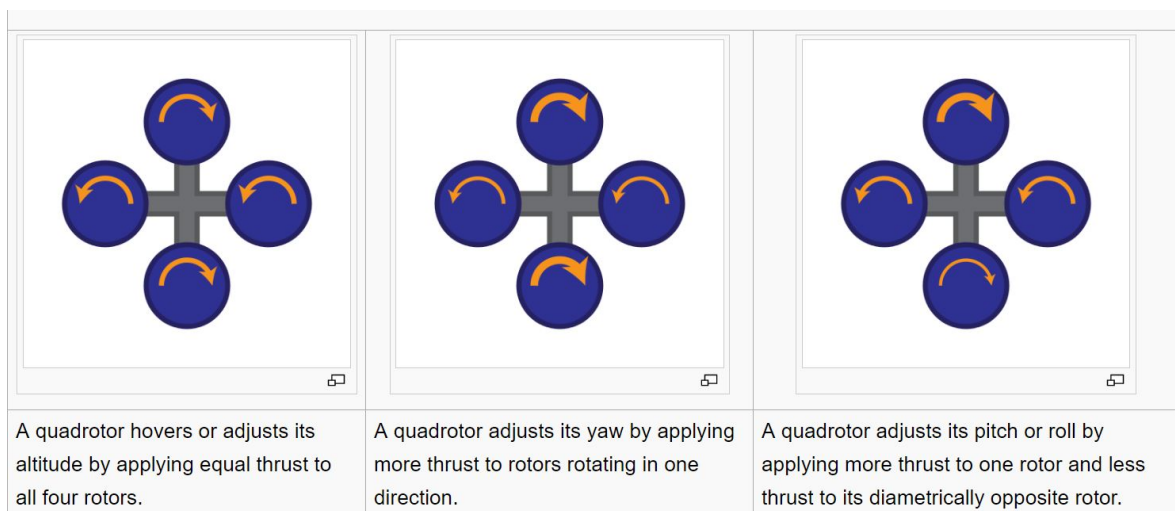 A quadrotor hovers or adjusts its
altitude by applying equal thrust to
all four rotors.
A quadrotor adjusts its yaw by applying
more thrust to rotors rotating in one
direction.
A quadrotor adjusts its pitch or roll by
applying more thrust to one rotor and less
thrust to its diametrically opposite rotor.